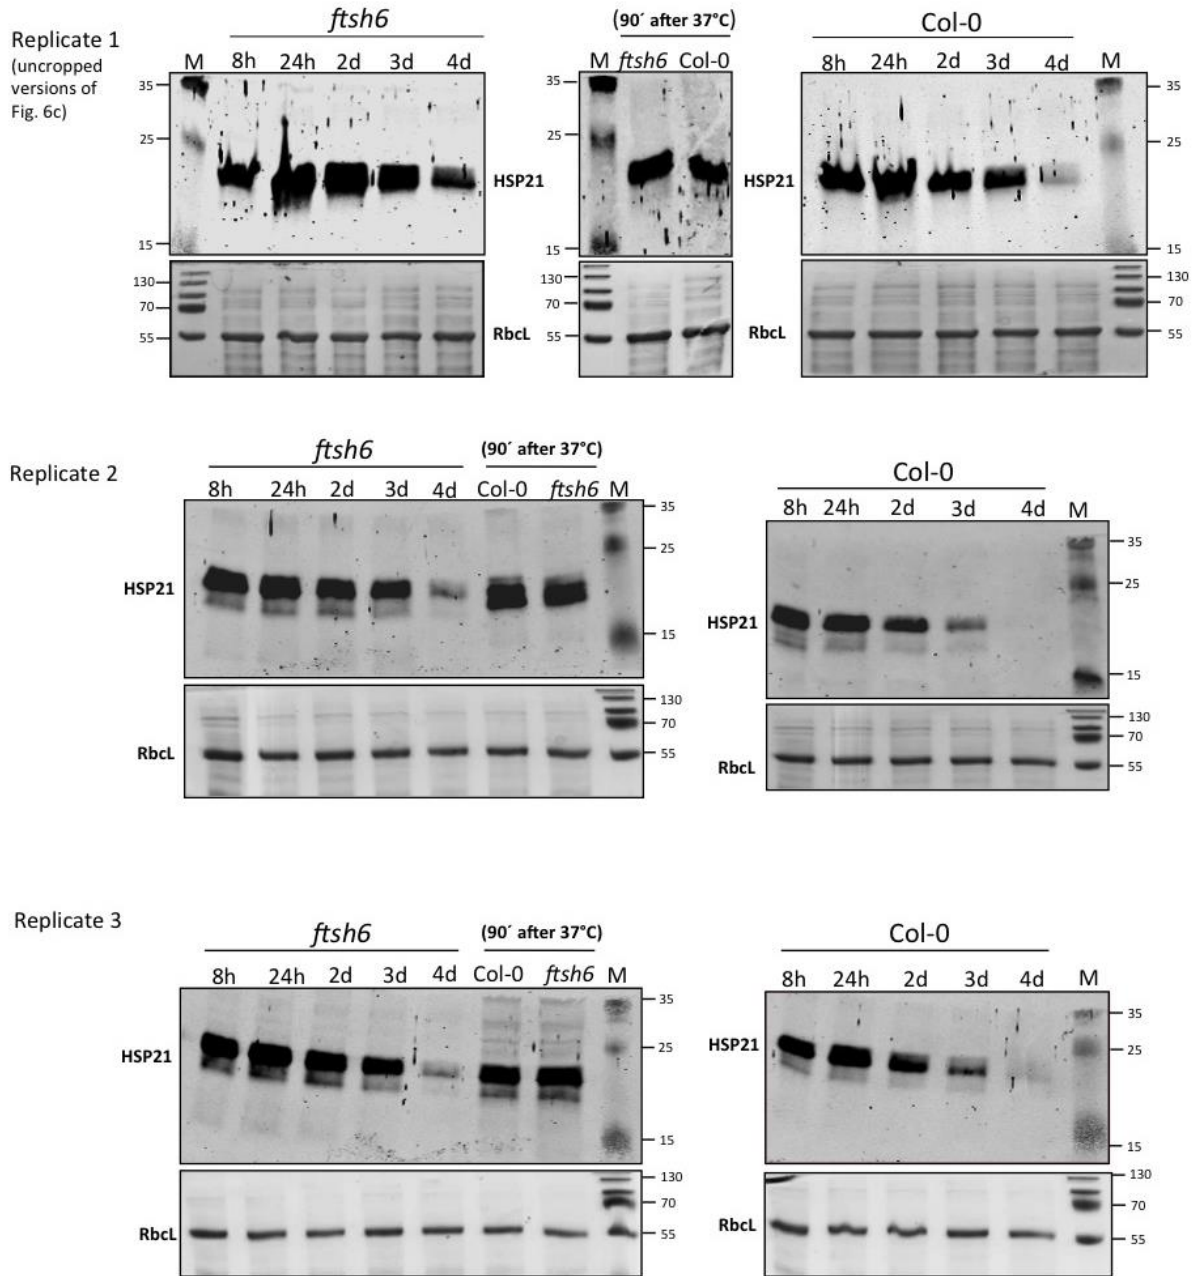 Replicate 1
(uncropped
versions of
Fig. 6c)
ftsh6
M 8h 24h 2d 3d 4d
35
25
15
HSP21
130
70
55
RbcL
(90´ after 37°C)
M ftsh6 Col-0
35
25
15
HSP21
130
70
55
RbcL
Col-0
8h 24h 2d 3d 4d M
35
25
15
130
70
55
Replicate 2
ftsh6 (90´ after 37°C)
8h 24h 2d 3d 4d Col-0 ftsh6 M
HSP21
35
25
15
RbcL
130
70
55
Col-0
8h 24h 2d 3d 4d M
HSP21
35
25
15
RbcL
130
70
55
Replicate 3
ftsh6 (90´ after 37°C)
8h 24h 2d 3d 4d Col-0 ftsh6 M
HSP21
35
25
15
RbcL
130
70
55
Col-0
8h 24h 2d 3d 4d M
HSP21
35
25
15
RbcL
130
70
55